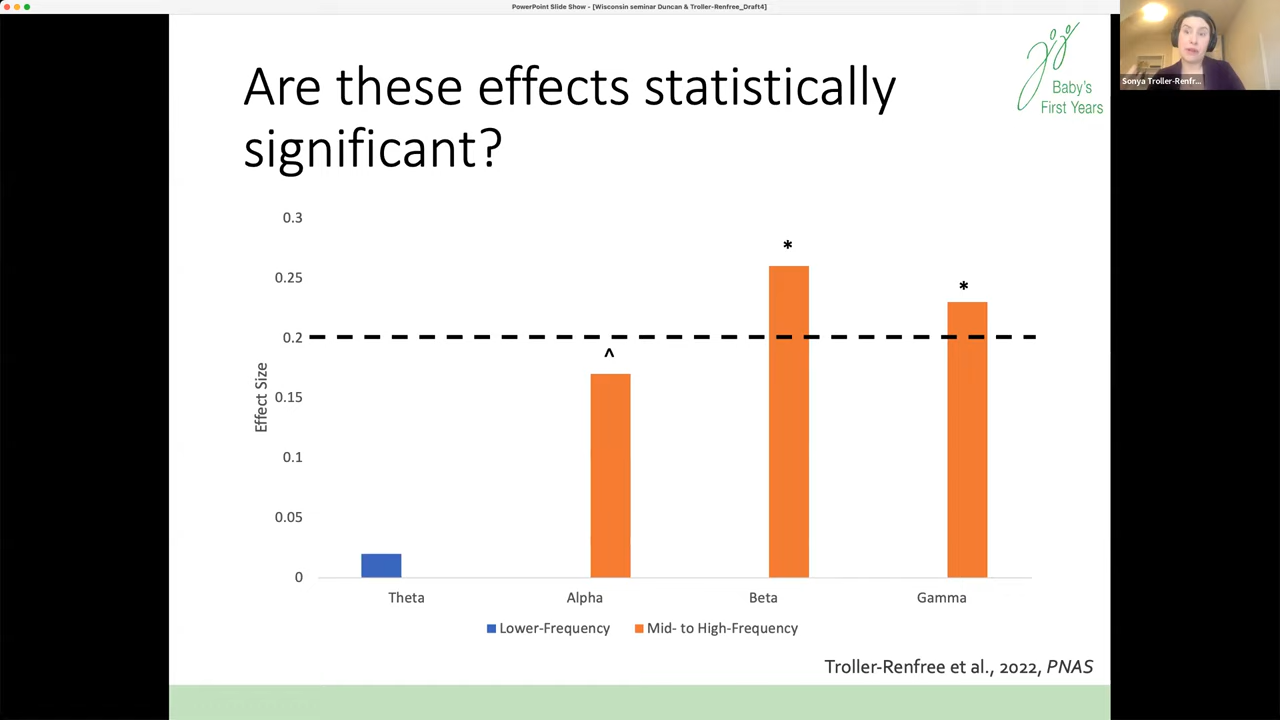 PowerPoint Slide Show - [Wisconsin seminar Duncan & Troller-Renfree_Draft4]
Sonya Troller-Renfr...
Baby's
First Years
Are these effects statistically
significant?
0.3
0.25
0.2
0.15
0.1
0.05
0
Effect Size
^
*
*
Theta Alpha Beta Gamma
Lower-Frequency Mid- to High-Frequency
Troller-Renfree et al., 2022, PNAS